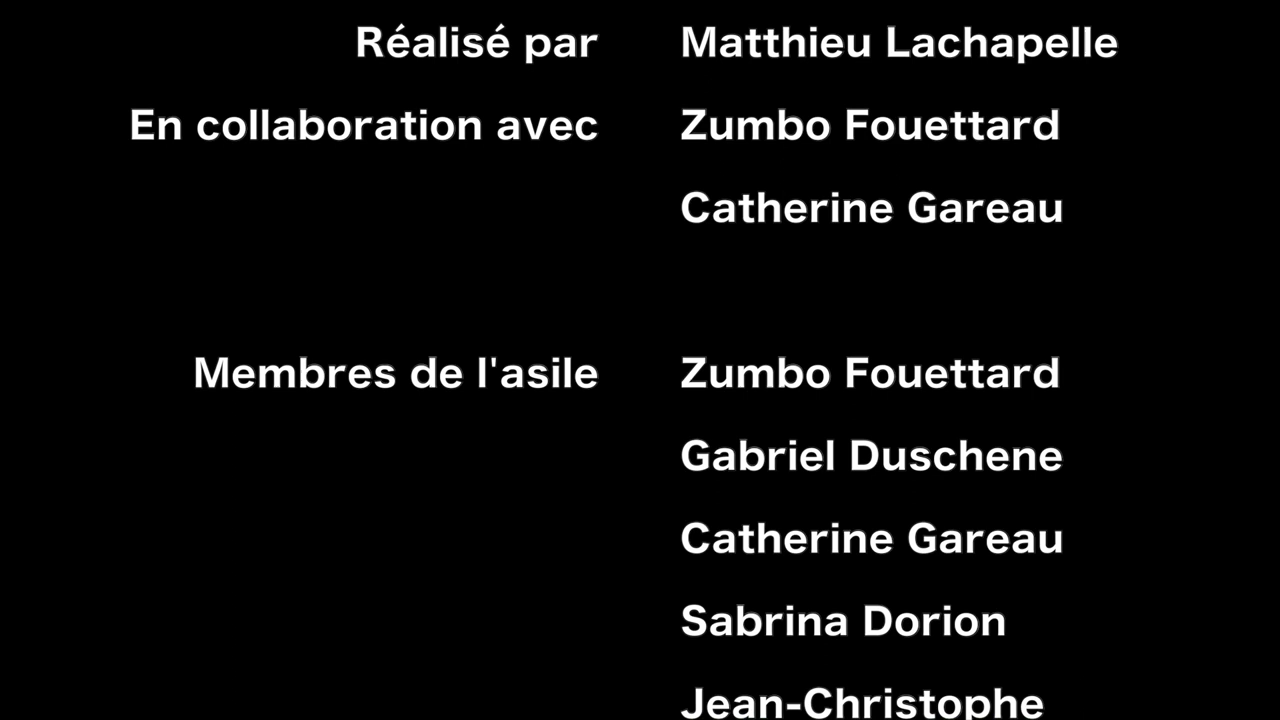 Réalisé par Matthieu Lachapelle
En collaboration avec Zumbo Fouettard
Catherine Gareau
Membres de l'asile Zumbo Fouettard
Gabriel Duschene
Catherine Gareau
Sabrina Dorion
Jean-Christophe